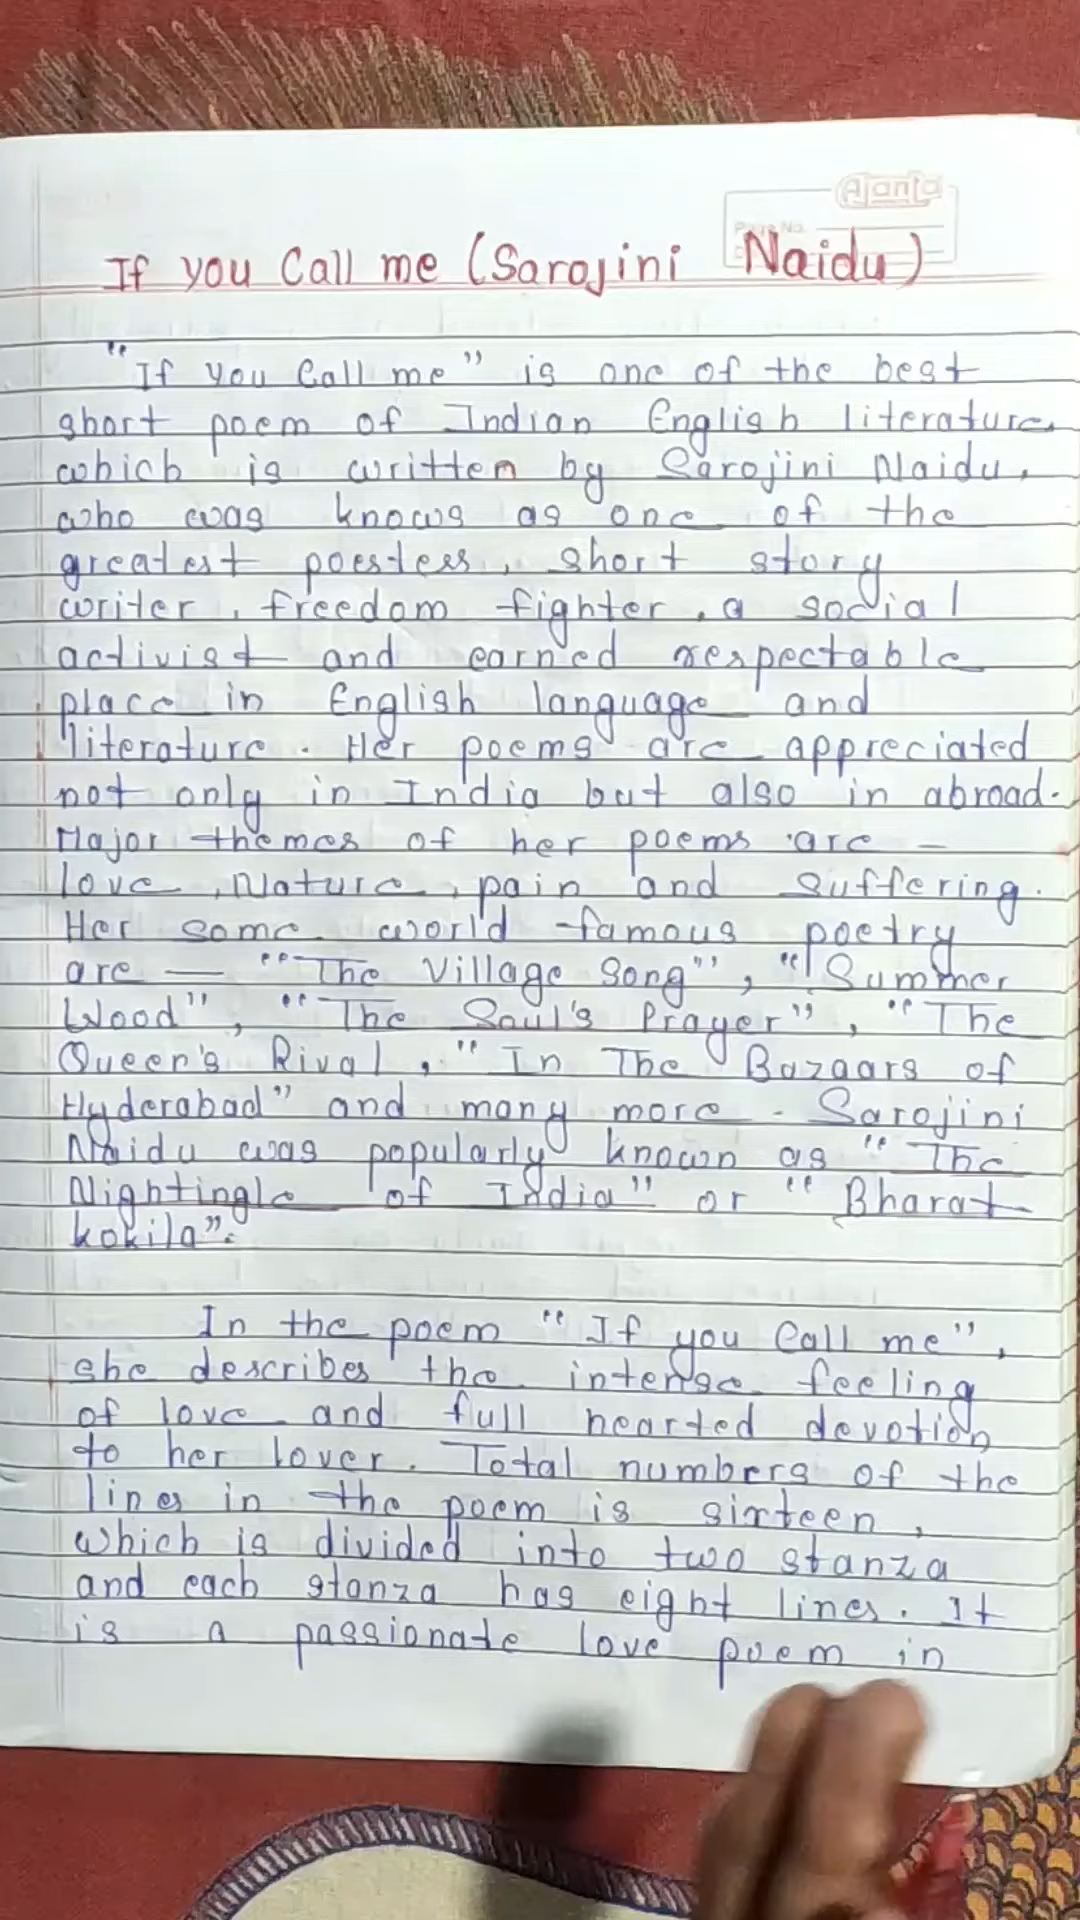 Ajanta
Page No.
If you Call me (Sarojini Naidu)
"If you Call me" is one of the best
short poem of Indian English literature,
which is written by Sarojini Naidu,
who was knows as one of the
greatest poestess, short story
writer, freedom fighter, a social
activist and earned respectable
place in English language and
literature. Her poems are appreciated
not only in India but also in abroad.
Major themes of her poems are -
love, Nature, pain and suffering.
Her some world famous poetry
are — "The Village Song", "Summer
Wood", "The Soul's Prayer", "The
Queen's Rival, "In The Bazaars of
Hyderabad" and many more. Sarojini
Naidu was popularly known as "The
Nightingle of India" or "Bharat
kokila".
In the poem "If you Call me",
she describes the intense feeling
of love and full hearted devotion
to her lover. Total numbers of the
lines in the poem is sixteen,
which is divided into two stanza
and each stanza has eight lines. It
is a passionate love poem in